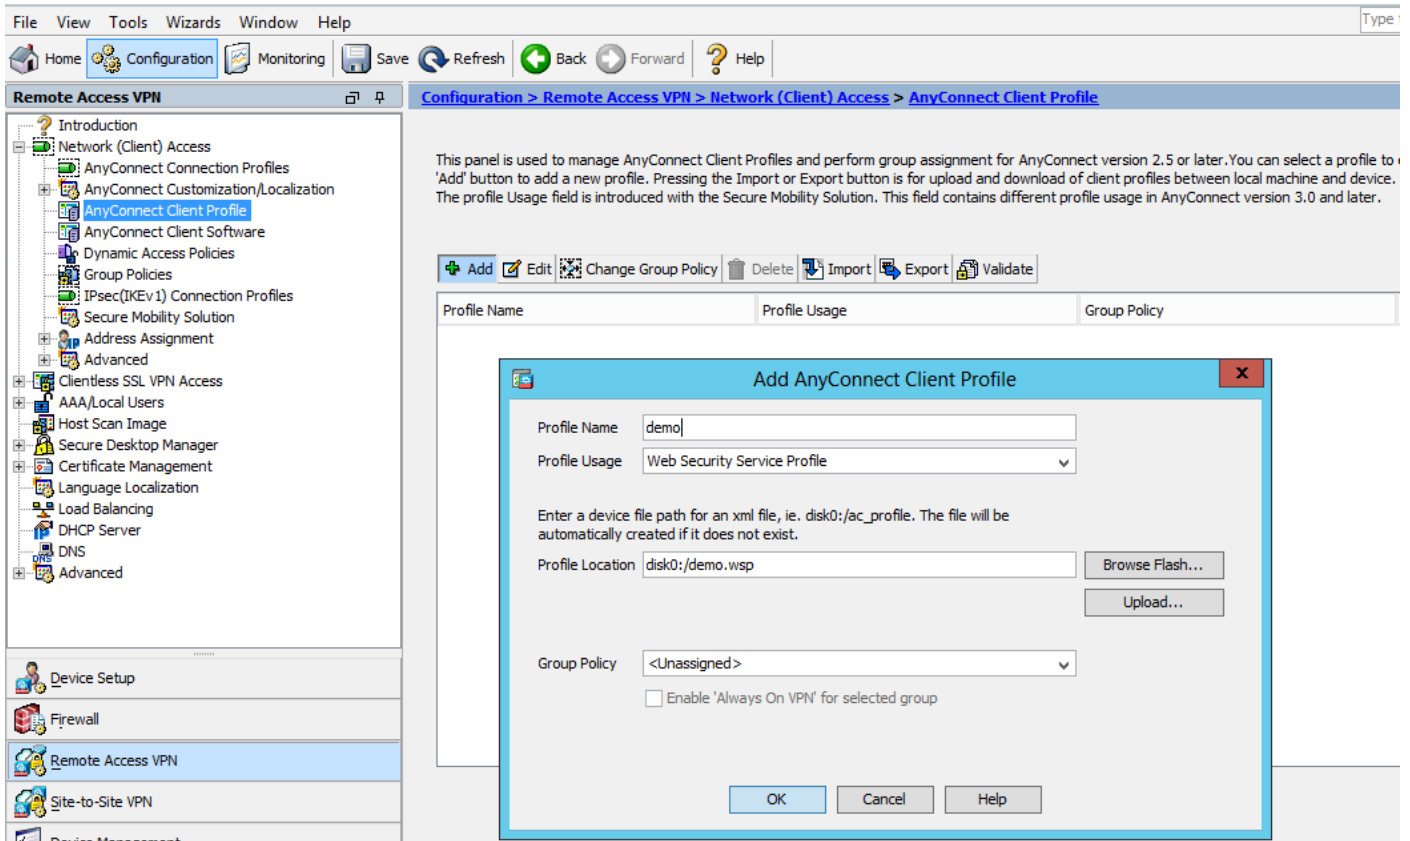 File View Tools Wizards Window Help
Type
Home Configuration Monitoring Save Refresh Back Forward Help
Remote Access VPN
Configuration > Remote Access VPN > Network (Client) Access > AnyConnect Client Profile
Introduction
Network (Client) Access
AnyConnect Connection Profiles
AnyConnect Customization/Localization
AnyConnect Client Profile
AnyConnect Client Software
Dynamic Access Policies
Group Policies
IPsec(IKEv1) Connection Profiles
Secure Mobility Solution
Address Assignment
Advanced
Clientless SSL VPN Access
AAA/Local Users
Host Scan Image
Secure Desktop Manager
Certificate Management
Language Localization
Load Balancing
DHCP Server
DNS
Advanced
Device Setup
Firewall
Remote Access VPN
Site-to-Site VPN
Device Management
This panel is used to manage AnyConnect Client Profiles and perform group assignment for AnyConnect version 2.5 or later.You can select a profile to
'Add' button to add a new profile. Pressing the Import or Export button is for upload and download of client profiles between local machine and device.
The profile Usage field is introduced with the Secure Mobility Solution. This field contains different profile usage in AnyConnect version 3.0 and later.
Add Edit Change Group Policy Delete Import Export Validate
Profile Name Profile Usage Group Policy
Add AnyConnect Client Profile
x
Profile Name demo
Profile Usage Web Security Service Profile
Enter a device file path for an xml file, ie. disk0:/ac_profile. The file will be
automatically created if it does not exist.
Profile Location disk0:/demo.wsp Browse Flash...
Upload...
Group Policy <Unassigned>
Enable 'Always On VPN' for selected group
OK Cancel Help